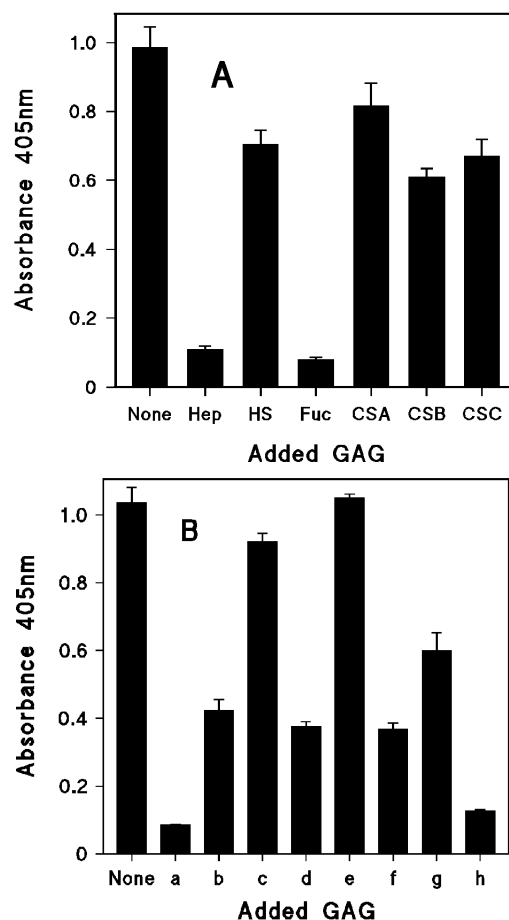 A
Absorbance 405nm
1.0
0.8
0.6
0.4
0.2
0
None Hep HS Fuc CSA CSB CSC
Added GAG
B
Absorbance 405nm
1.0
0.8
0.6
0.4
0.2
0
None a b c d e f g h
Added GAG